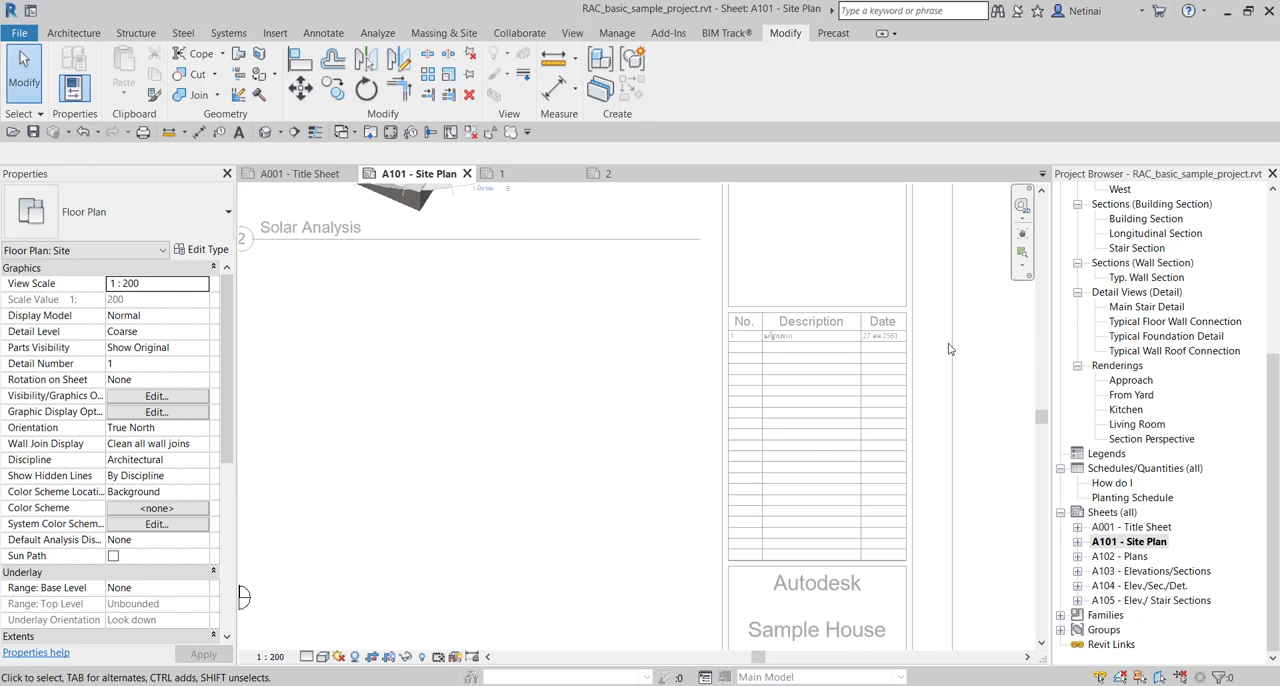 RAC_basic_sample_project.rvt - Sheet: A101 - Site Plan
Type a keyword or phrase
Netinai
File
Architecture
Structure
Steel
Systems
Insert
Annotate
Analyze
Massing & Site
Collaborate
View
Manage
Add-Ins
BIM Track®
Modify
Precast
Modify
Paste
Cope
Cut
Join
Select
Properties
Clipboard
Geometry
Modify
View
Measure
Create
Properties
A001 - Title Sheet
A101 - Site Plan
1
2
Project Browser - RAC_basic_sample_project.rvt
Floor Plan
Floor Plan: Site
Edit Type
Graphics
View Scale 1 : 200
Scale Value 1: 200
Display Model Normal
Detail Level Coarse
Parts Visibility Show Original
Detail Number 1
Rotation on Sheet None
Visibility/Graphics O... Edit...
Graphic Display Opt... Edit...
Orientation True North
Wall Join Display Clean all wall joins
Discipline Architectural
Show Hidden Lines By Discipline
Color Scheme Locati... Background
Color Scheme <none>
System Color Schem... Edit...
Default Analysis Dis... None
Sun Path
Underlay
Range: Base Level None
Range: Top Level Unbounded
Underlay Orientation Look down
Extents
Properties help
Apply
2
Solar Analysis
E
No. Description Date
1 27 ตค 2561
Autodesk
Sample House
1 : 200
West
Sections (Building Section)
Building Section
Longitudinal Section
Stair Section
Sections (Wall Section)
Typ. Wall Section
Detail Views (Detail)
Main Stair Detail
Typical Floor Wall Connection
Typical Foundation Detail
Typical Wall Roof Connection
Renderings
Approach
From Yard
Kitchen
Living Room
Section Perspective
Legends
Schedules/Quantities (all)
How do I
Planting Schedule
Sheets (all)
A001 - Title Sheet
A101 - Site Plan
A102 - Plans
A103 - Elevations/Sections
A104 - Elev./Sec./Det.
A105 - Elev./ Stair Sections
Families
Groups
Revit Links
Click to select, TAB for alternates, CTRL adds, SHIFT unselects.
:0
Main Model
:0